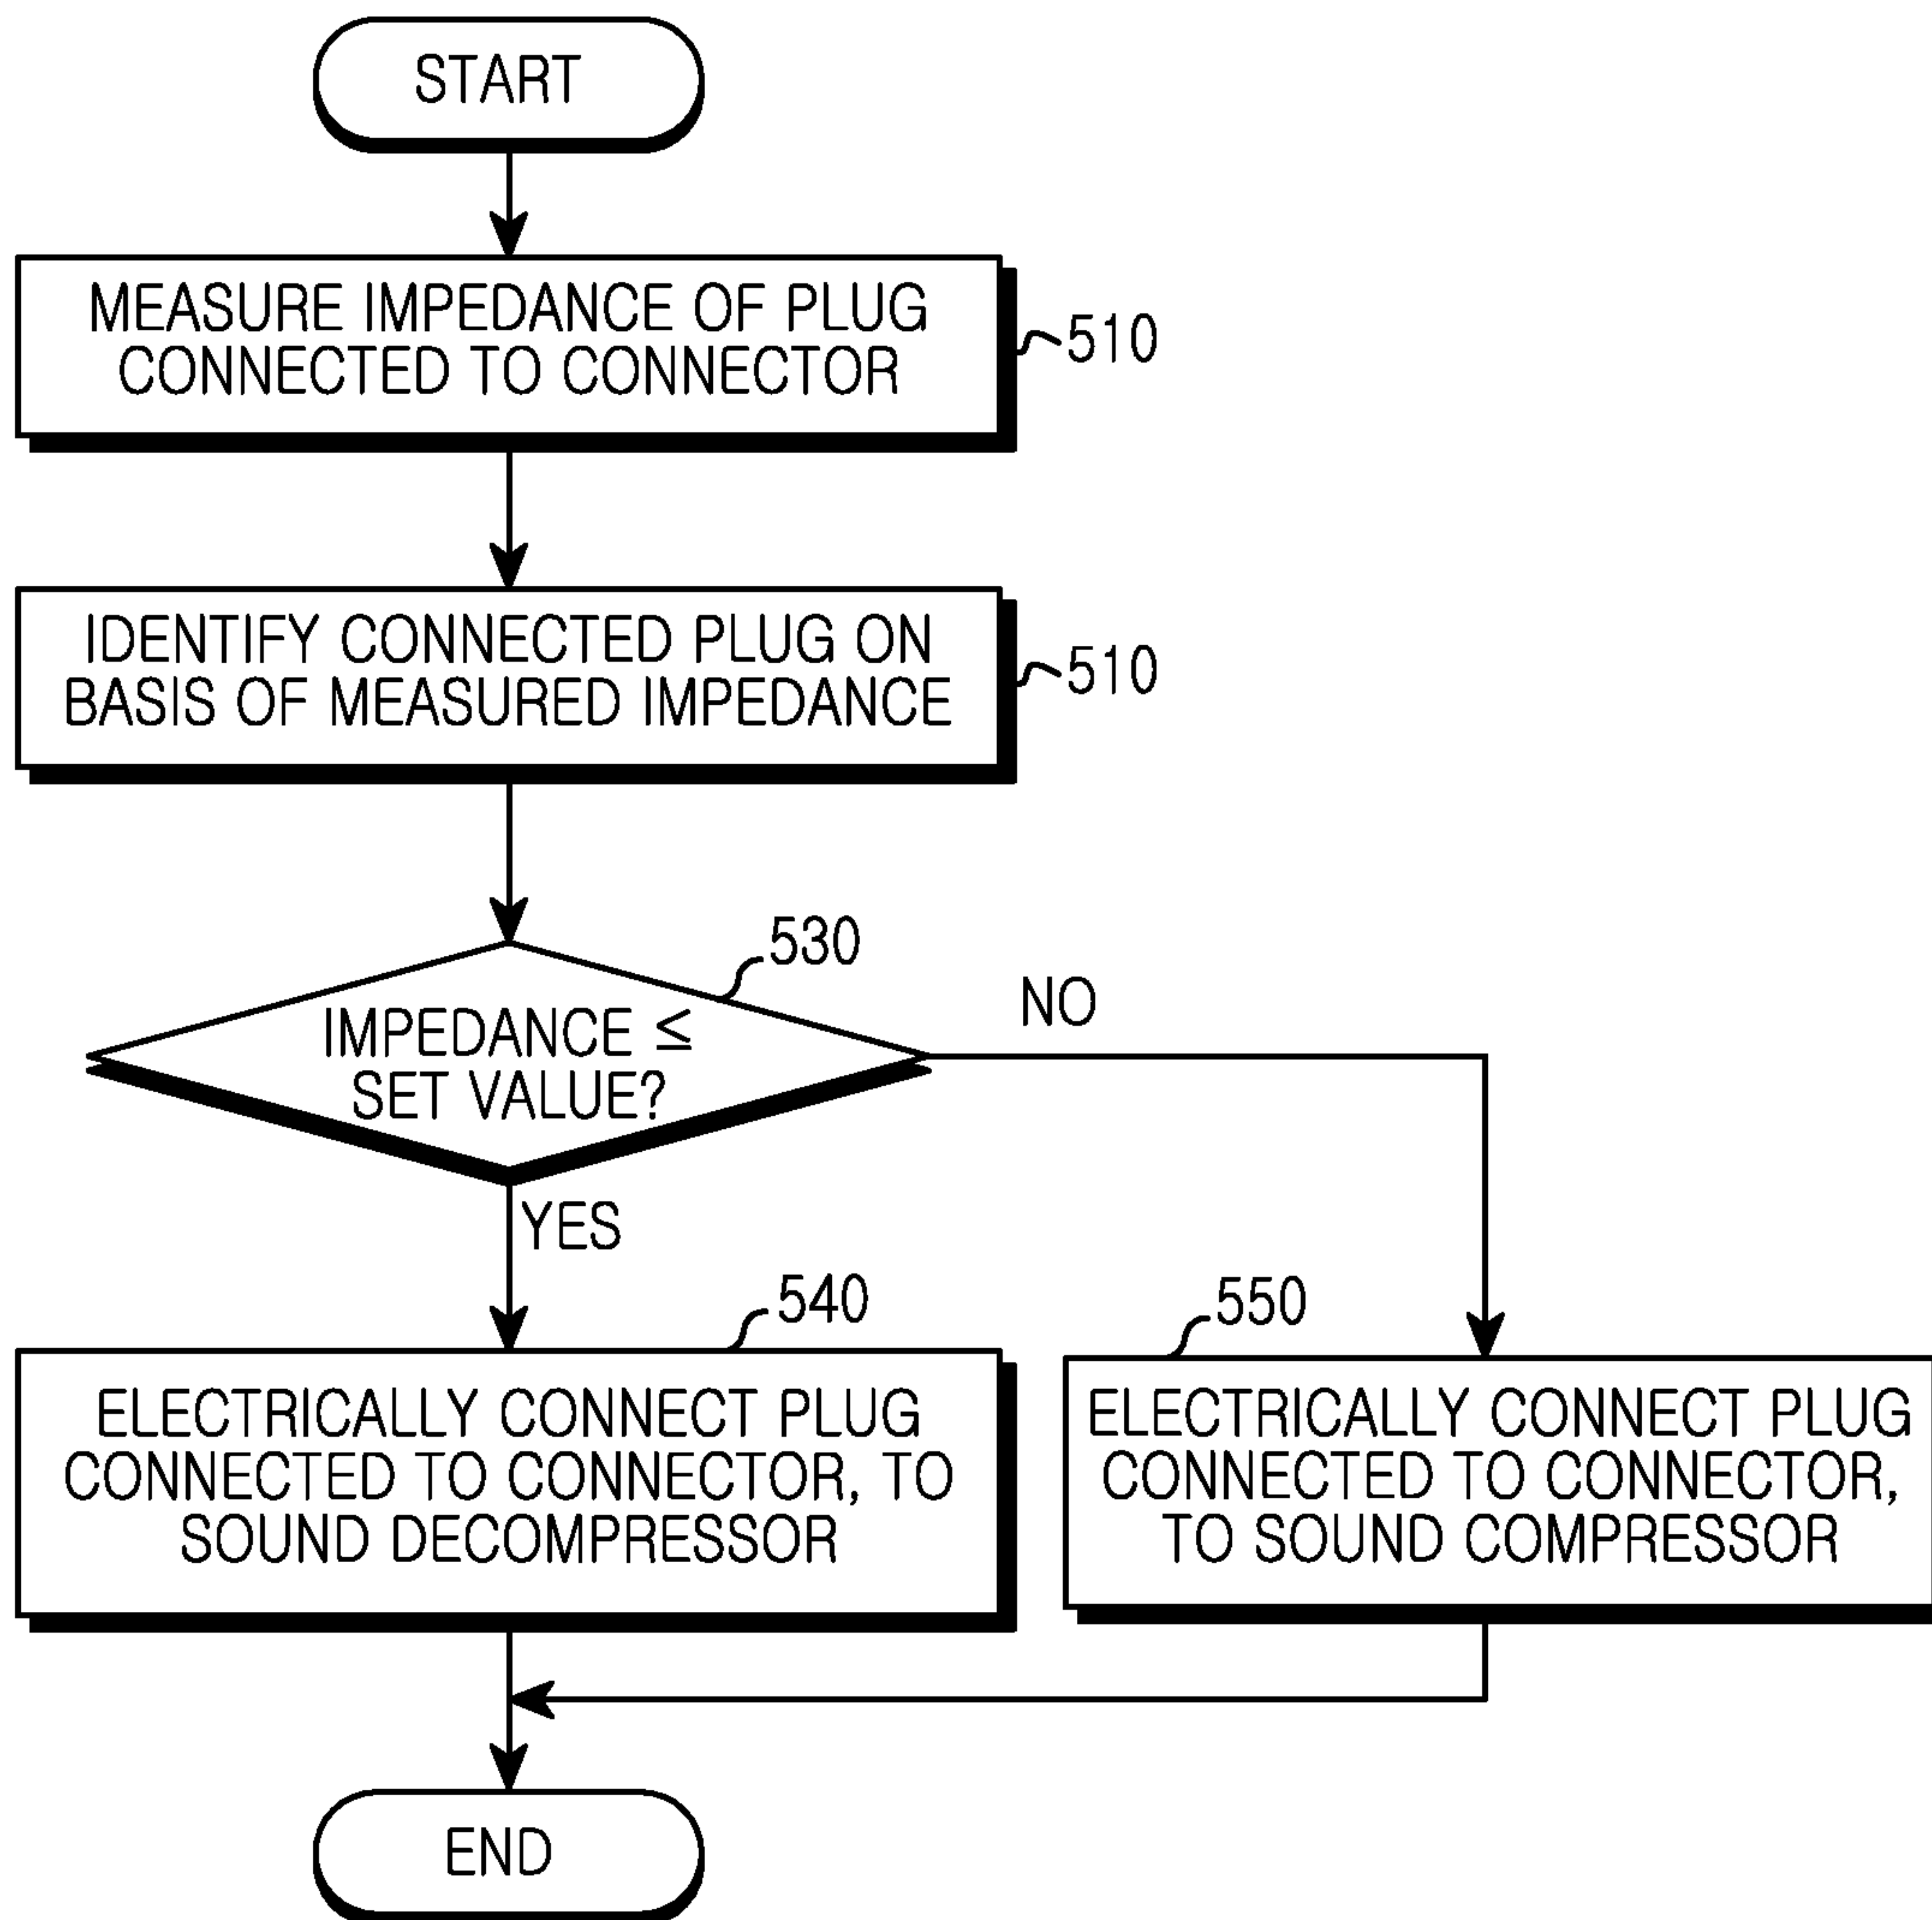 START
MEASURE IMPEDANCE OF PLUG
CONNECTED TO CONNECTOR
510
IDENTIFY CONNECTED PLUG ON
BASIS OF MEASURED IMPEDANCE
510
530
IMPEDANCE ≤
SET VALUE?
NO
YES
540
ELECTRICALLY CONNECT PLUG
CONNECTED TO CONNECTOR, TO
SOUND DECOMPRESSOR
550
ELECTRICALLY CONNECT PLUG
CONNECTED TO CONNECTOR,
TO SOUND COMPRESSOR
END